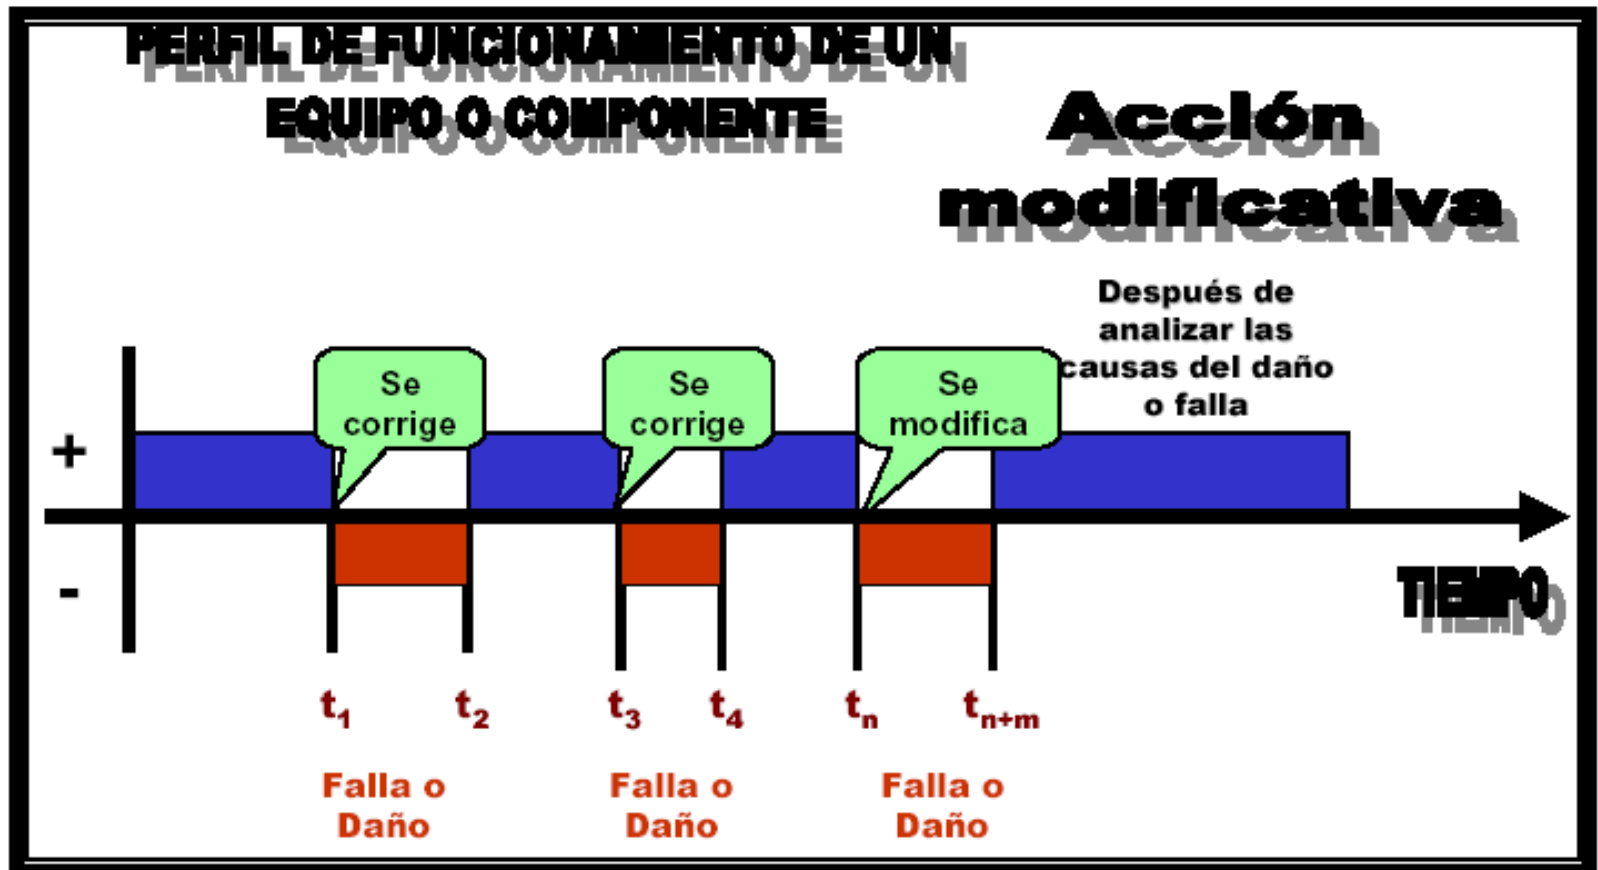 PERFIL DE FUNCIONAMIENTO DE UN
EQUIPO O COMPONENTE
Acción
modificativa
Después de
analizar las
causas del daño
o falla
Se
corrige
Se
corrige
Se
modifica
+
-
TIEMPO
t1
t2
t3
t4
tn
tn+m
Falla o
Daño
Falla o
Daño
Falla o
Daño